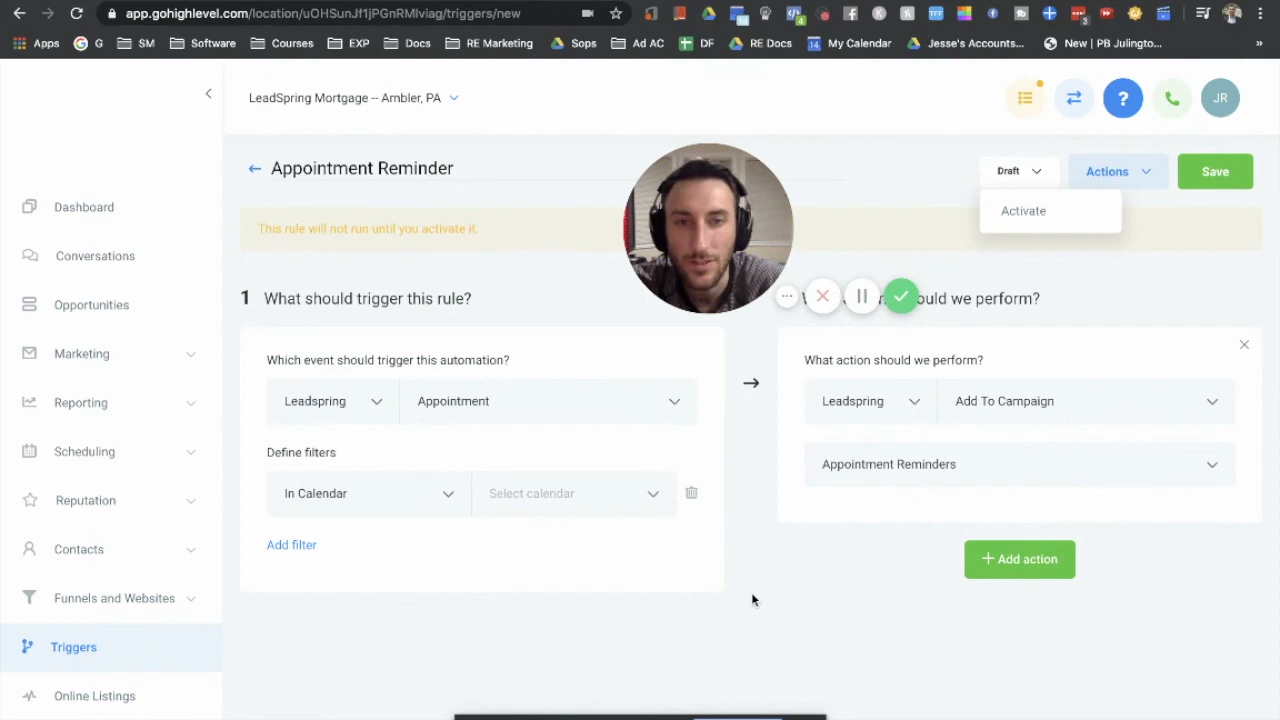 app.gohighlevel.com/location/uOHSunJf1jPGnRMIviag/triggers/new
Apps G SM Software Courses EXP Docs RE Marketing Sops Ad AC DF RE Docs My Calendar Jesse's Accounts... New | PB Julington... »
LeadSpring Mortgage -- Ambler, PA
? JR
Appointment Reminder
Draft Actions Save
Activate
This rule will not run until you activate it.
Dashboard
Conversations
Opportunities
Marketing
Reporting
Scheduling
Reputation
Contacts
Funnels and Websites
Triggers
Online Listings
1 What should trigger this rule?
Which event should trigger this automation?
Leadspring Appointment
Define filters
In Calendar Select calendar
Add filter
ould we perform?
What action should we perform?
Leadspring Add To Campaign
Appointment Reminders
+ Add action